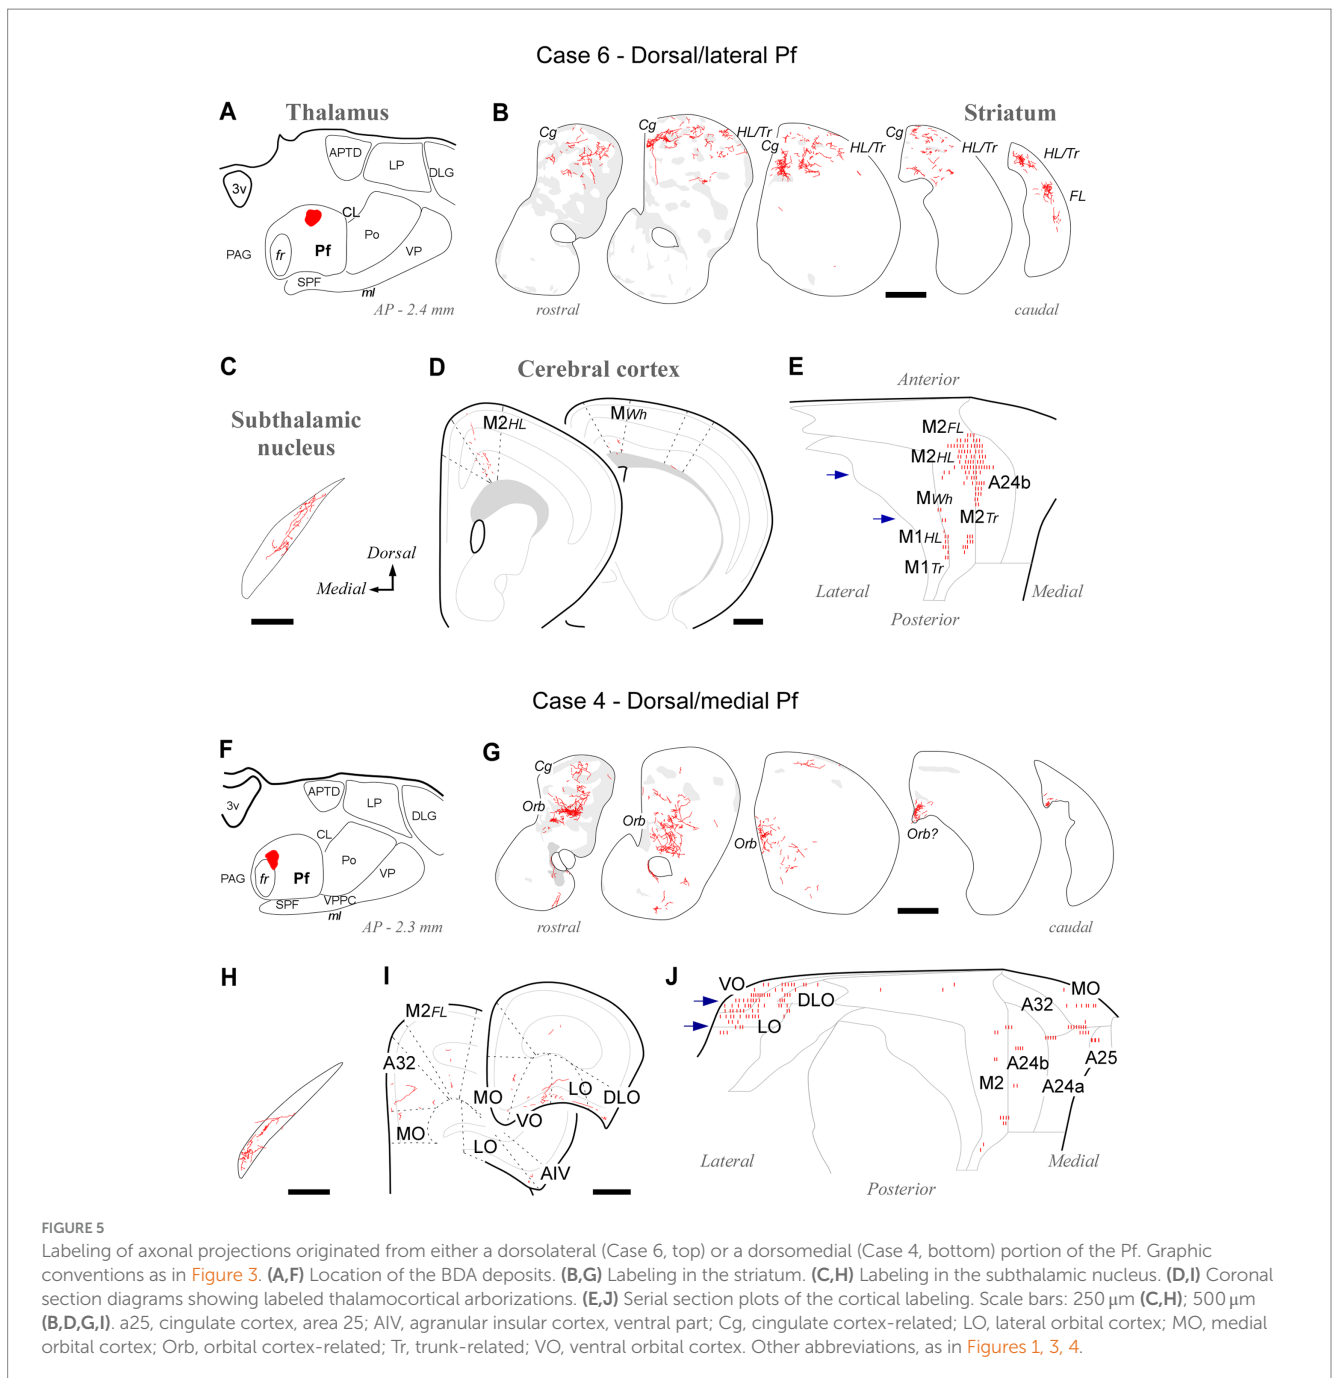 Case 6 - Dorsal/lateral Pf
A
Thalamus
B
Striatum
APTD
LP
DLG
3v
CL
Po
VP
PAG
fr
Pf
SPF
ml
AP - 2.4 mm
Cg
Cg
HL/Tr
Cg
HL/Tr
Cg
HL/Tr
HL/Tr
FL
rostral
caudal
C
Subthalamic
nucleus
Dorsal
Medial
D
Cerebral cortex
M2HL
MWh
E
Anterior
M2FL
M2HL
A24b
MWh
M2Tr
M1HL
M1Tr
Lateral
Medial
Posterior
Case 4 - Dorsal/medial Pf
F
3v
APTD
LP
DLG
CL
Po
VP
PAG
fr
Pf
SPF
VPPC
ml
AP - 2.3 mm
G
Cg
Orb
Orb
Orb
Orb?
rostral
caudal
H
I
M2FL
A32
MO
MO
VO
LO
LO
DLO
AIV
J
VO
DLO
LO
MO
A32
A24b
A25
M2
A24a
Lateral
Medial
Posterior
FIGURE 5
Labeling of axonal projections originated from either a dorsolateral (Case 6, top) or a dorsomedial (Case 4, bottom) portion of the Pf. Graphic
conventions as in Figure 3. (A,F) Location of the BDA deposits. (B,G) Labeling in the striatum. (C,H) Labeling in the subthalamic nucleus. (D,I) Coronal
section diagrams showing labeled thalamocortical arborizations. (E,J) Serial section plots of the cortical labeling. Scale bars: 250 μm (C,H); 500 μm
(B,D,G,I). a25, cingulate cortex, area 25; AIV, agranular insular cortex, ventral part; Cg, cingulate cortex-related; LO, lateral orbital cortex; MO, medial
orbital cortex; Orb, orbital cortex-related; Tr, trunk-related; VO, ventral orbital cortex. Other abbreviations, as in Figures 1, 3, 4.